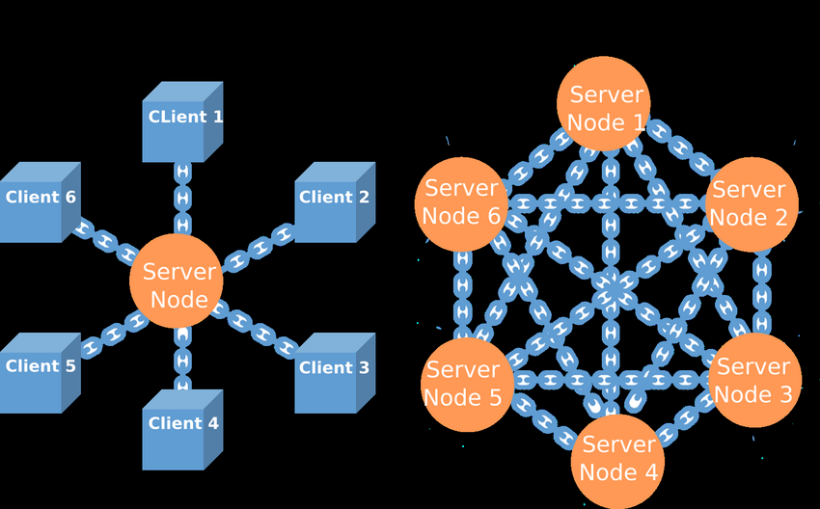 CLient 1
Client 6
Client 2
Server
Node
Client 5
Client 3
Client 4
Server
Node 1
Server
Node 6
Server
Node 2
Server
Node 5
Server
Node 3
Server
Node 4